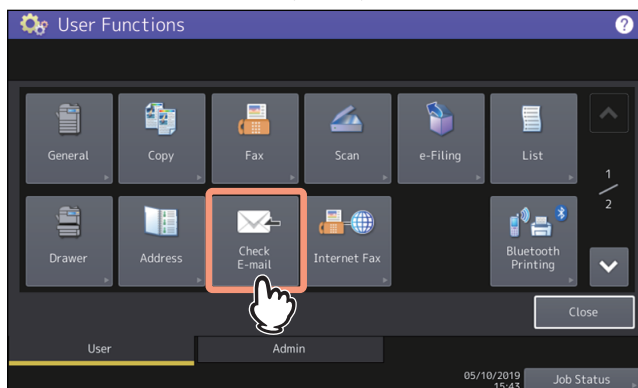 User Functions
?
General
Copy
Fax
Scan
e-Filing
List
1
2
Drawer
Address
Check
E-mail
Internet Fax
Bluetooth
Printing
Close
User
Admin
05/10/2019
15:43
Job Status